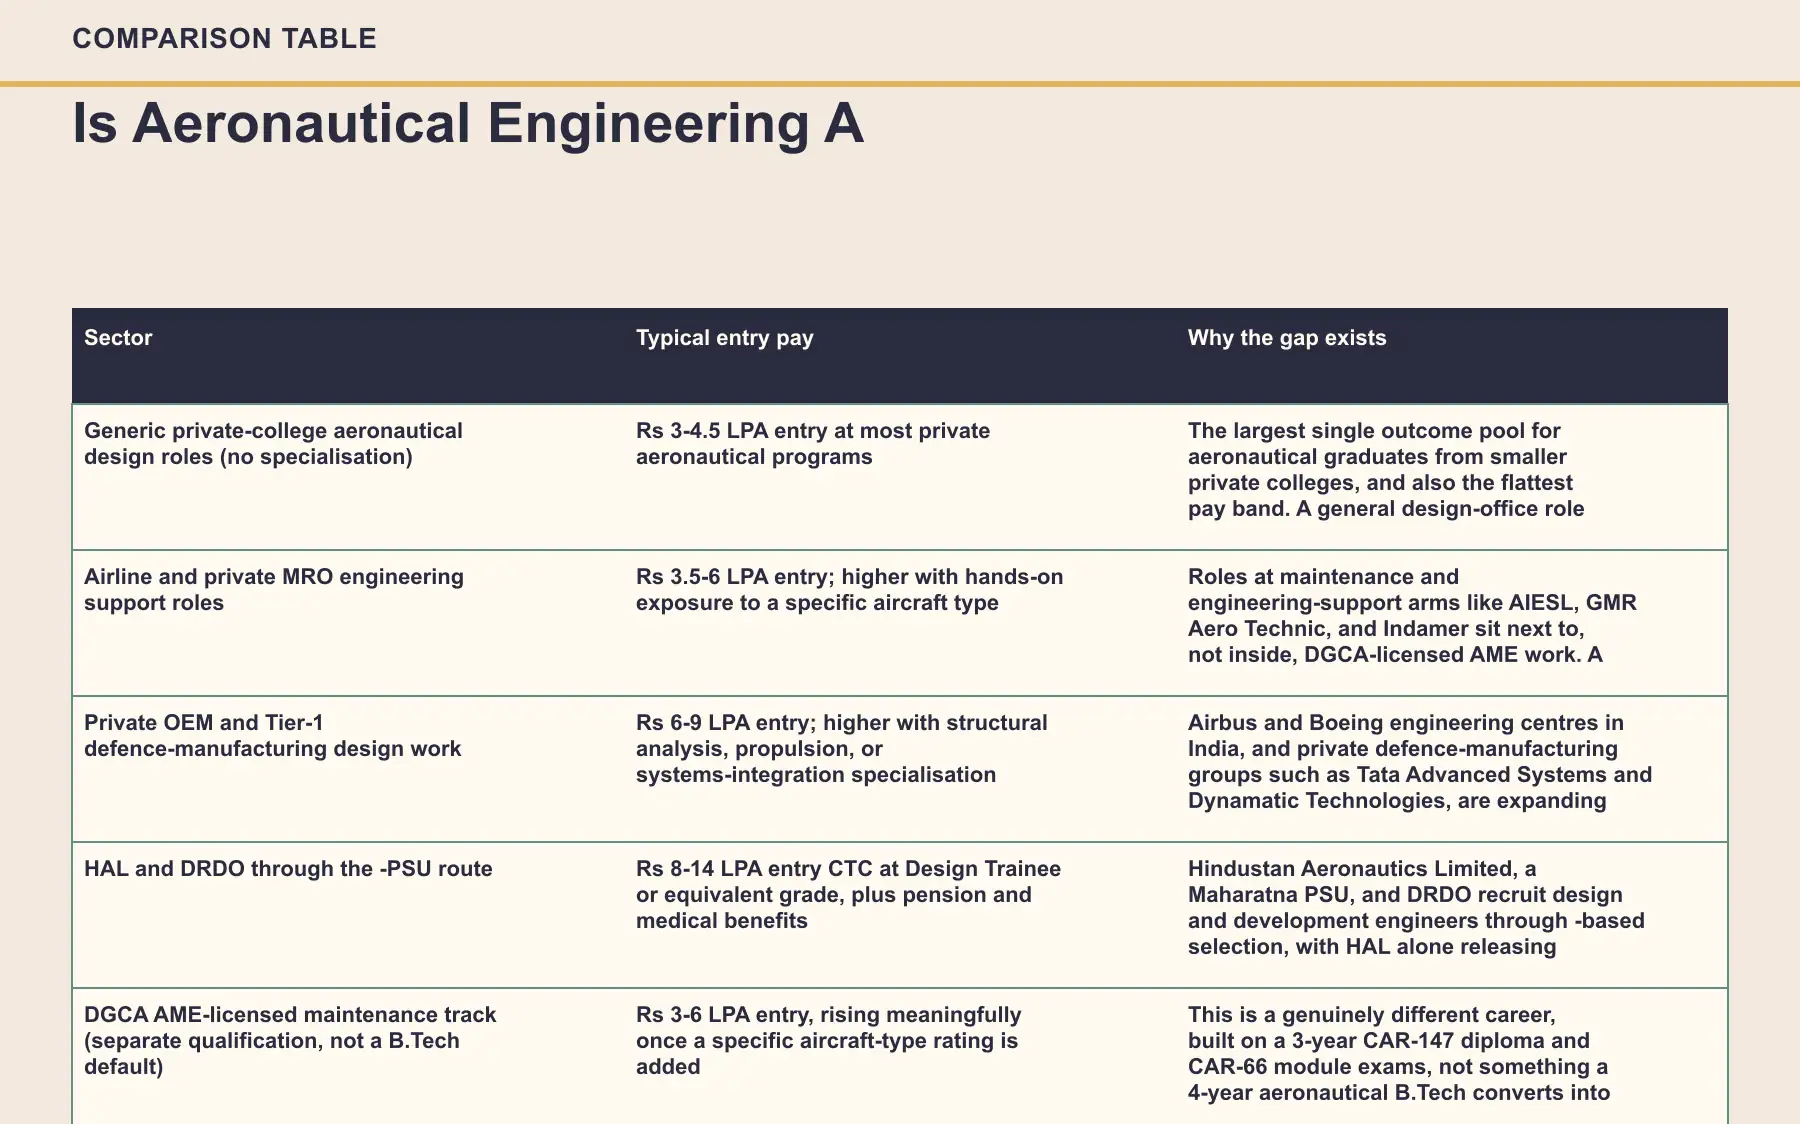 COMPARISON TABLE
Is Aeronautical Engineering A
Sector
Typical entry pay
Why the gap exists
Generic private-college aeronautical
design roles (no specialisation)
Rs 3-4.5 LPA entry at most private
aeronautical programs
The largest single outcome pool for
aeronautical graduates from smaller
private colleges, and also the flattest
pay band. A general design-office role
Airline and private MRO engineering
support roles
Rs 3.5-6 LPA entry; higher with hands-on
exposure to a specific aircraft type
Roles at maintenance and
engineering-support arms like AIESL, GMR
Aero Technic, and Indamer sit next to,
not inside, DGCA-licensed AME work. A
Private OEM and Tier-1
defence-manufacturing design work
Rs 6-9 LPA entry; higher with structural
analysis, propulsion, or
systems-integration specialisation
Airbus and Boeing engineering centres in
India, and private defence-manufacturing
groups such as Tata Advanced Systems and
Dynamatic Technologies, are expanding
HAL and DRDO through the -PSU route
Rs 8-14 LPA entry CTC at Design Trainee
or equivalent grade, plus pension and
medical benefits
Hindustan Aeronautics Limited, a
Maharatna PSU, and DRDO recruit design
and development engineers through -based
selection, with HAL alone releasing
DGCA AME-licensed maintenance track
(separate qualification, not a B.Tech
default)
Rs 3-6 LPA entry, rising meaningfully
once a specific aircraft-type rating is
added
This is a genuinely different career,
built on a 3-year CAR-147 diploma and
CAR-66 module exams, not something a
4-year aeronautical B.Tech converts into